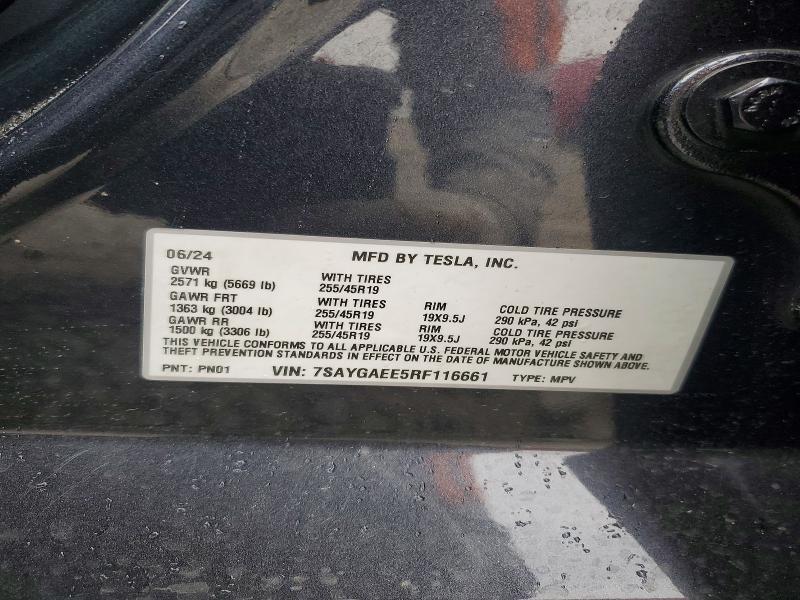 06/24 MFD BY TESLA, INC.
GVWR
2571 kg (5669 lb) WITH TIRES 255/45R19
GAWR FRT
1363 kg (3004 lb) WITH TIRES 255/45R19 RIM 19X9.5J COLD TIRE PRESSURE 290 kPa, 42 psi
GAWR RR
1500 kg (3306 lb) WITH TIRES 255/45R19 RIM 19X9.5J COLD TIRE PRESSURE 290 kPa, 42 psi
THIS VEHICLE CONFORMS TO ALL APPLICABLE U.S. FEDERAL MOTOR VEHICLE SAFETY AND
THEFT PREVENTION STANDARDS IN EFFECT ON THE DATE OF MANUFACTURE SHOWN ABOVE.
PNT: PN01 VIN: 7SAYGAEE5RF116661 TYPE: MPV